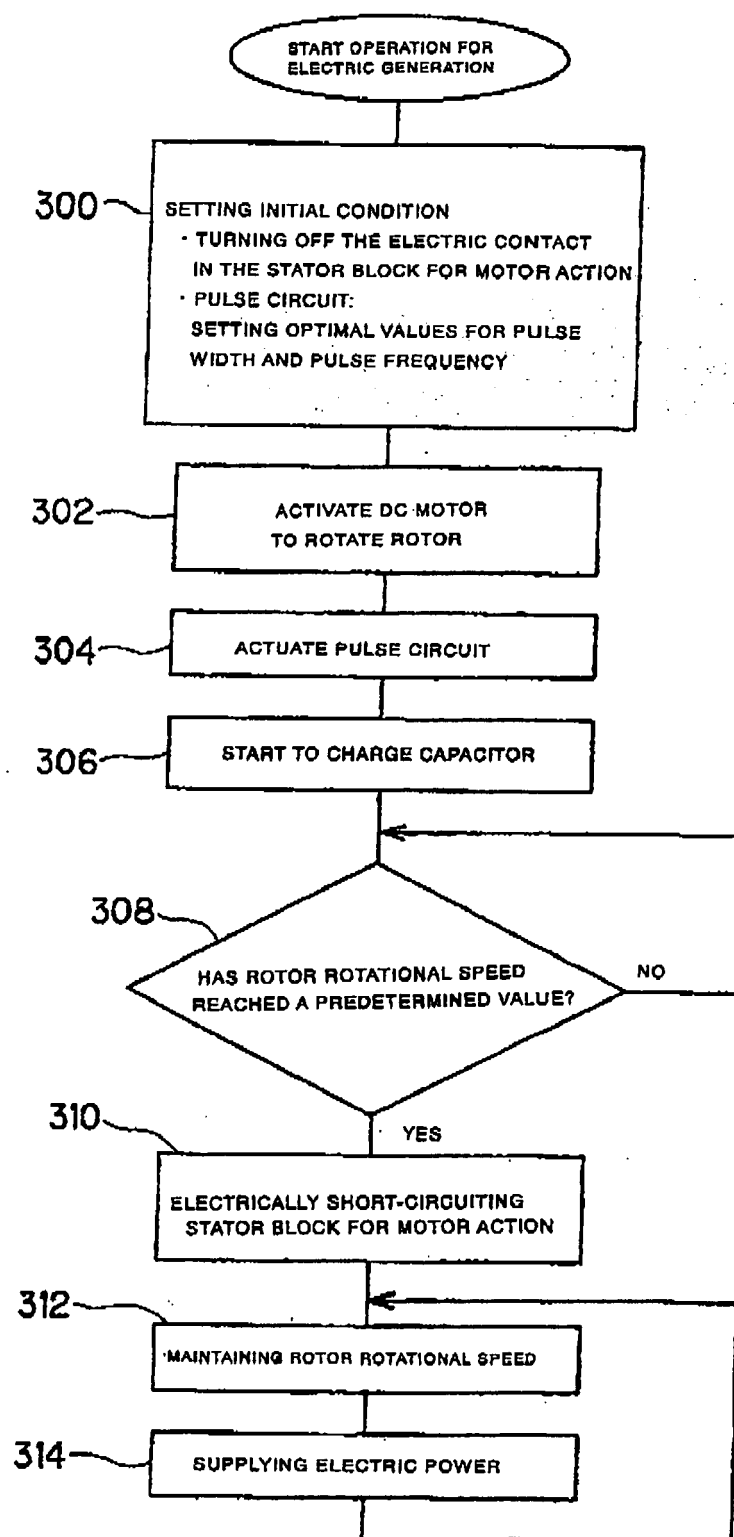 START OPERATION FOR
ELECTRIC GENERATION
300
SETTING INITIAL CONDITION
· TURNING OFF THE ELECTRIC CONTACT
IN THE STATOR BLOCK FOR MOTOR ACTION
· PULSE CIRCUIT:
SETTING OPTIMAL VALUES FOR PULSE
WIDTH AND PULSE FREQUENCY
302
ACTIVATE DC MOTOR
TO ROTATE ROTOR
304
ACTUATE PULSE CIRCUIT
306
START TO CHARGE CAPACITOR
308
HAS ROTOR ROTATIONAL SPEED
REACHED A PREDETERMINED VALUE?
NO
YES
310
ELECTRICALLY SHORT-CIRCUITING
STATOR BLOCK FOR MOTOR ACTION
312
MAINTAINING ROTOR ROTATIONAL SPEED
314
SUPPLYING ELECTRIC POWER